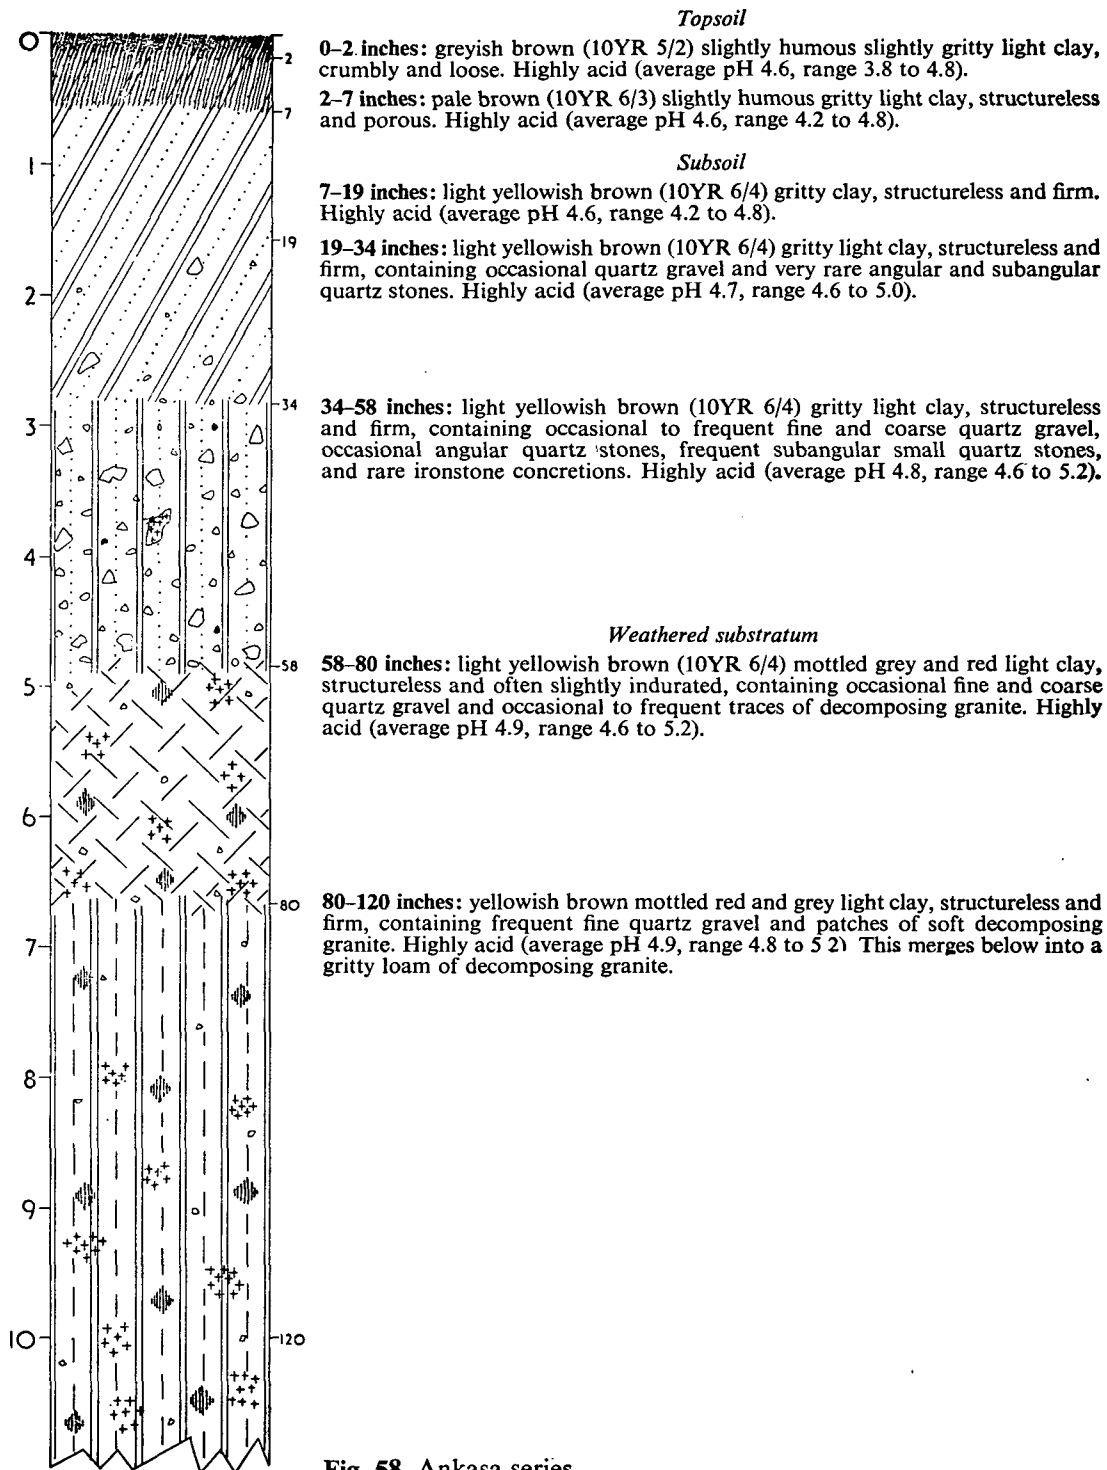 Topsoil
0–2 inches: greyish brown (10YR 5/2) slightly humous slightly gritty light clay,
crumbly and loose. Highly acid (average pH 4.6, range 3.8 to 4.8).
2–7 inches: pale brown (10YR 6/3) slightly humous gritty light clay, structureless
and porous. Highly acid (average pH 4.6, range 4.2 to 4.8).
Subsoil
7–19 inches: light yellowish brown (10YR 6/4) gritty clay, structureless and firm.
Highly acid (average pH 4.6, range 4.2 to 4.8).
19–34 inches: light yellowish brown (10YR 6/4) gritty light clay, structureless and
firm, containing occasional quartz gravel and very rare angular and subangular
quartz stones. Highly acid (average pH 4.7, range 4.6 to 5.0).
34–58 inches: light yellowish brown (10YR 6/4) gritty light clay, structureless
and firm, containing occasional to frequent fine and coarse quartz gravel,
occasional angular quartz stones, frequent subangular small quartz stones,
and rare ironstone concretions. Highly acid (average pH 4.8, range 4.6 to 5.2).
Weathered substratum
58–80 inches: light yellowish brown (10YR 6/4) mottled grey and red light clay,
structureless and often slightly indurated, containing occasional fine and coarse
quartz gravel and occasional to frequent traces of decomposing granite. Highly
acid (average pH 4.9, range 4.6 to 5.2).
80–120 inches: yellowish brown mottled red and grey light clay, structureless and
firm, containing frequent fine quartz gravel and patches of soft decomposing
granite. Highly acid (average pH 4.9, range 4.8 to 5 2) This merges below into a
gritty loam of decomposing granite.
0
1
2
3
4
5
6
7
8
9
10
2
7
19
34
58
80
120
Fig. 58. Ankasa series